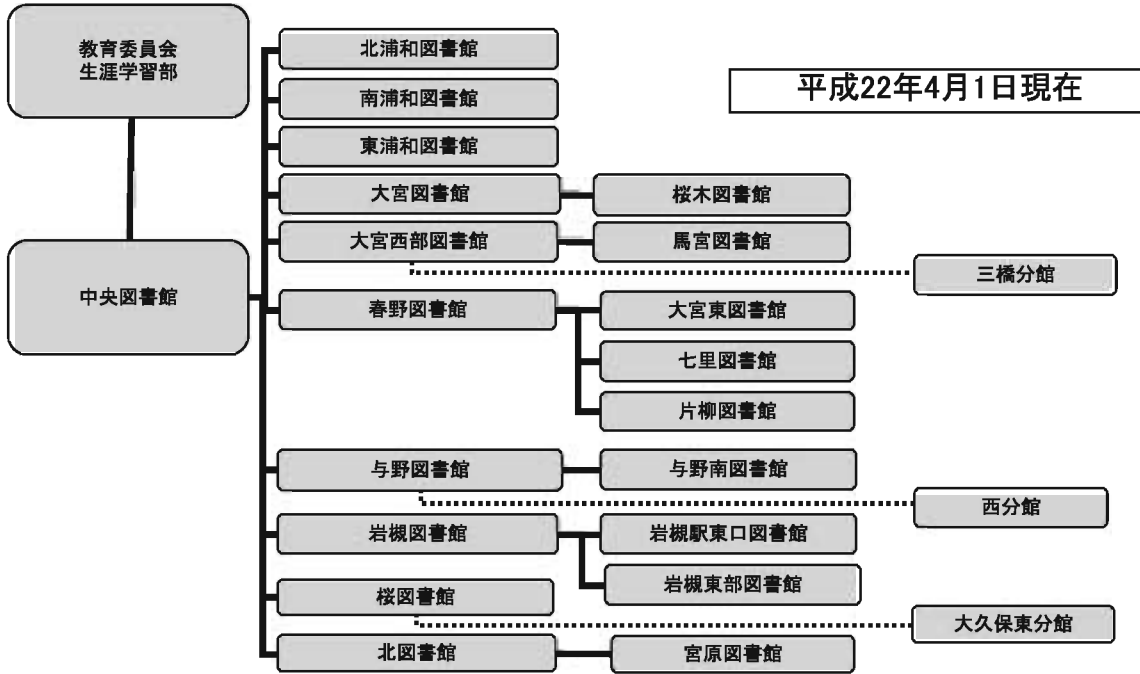 教育委員会
生涯学習部
平成22年4月1日現在
中央図書館
北浦和図書館
南浦和図書館
東浦和図書館
大宮図書館
桜木図書館
大宮西部図書館
馬宮図書館
三橋分館
春野図書館
大宮東図書館
七里図書館
片柳図書館
与野図書館
与野南図書館
西分館
岩槻図書館
岩槻駅東口図書館
岩槻東部図書館
桜図書館
大久保東分館
北図書館
宮原図書館